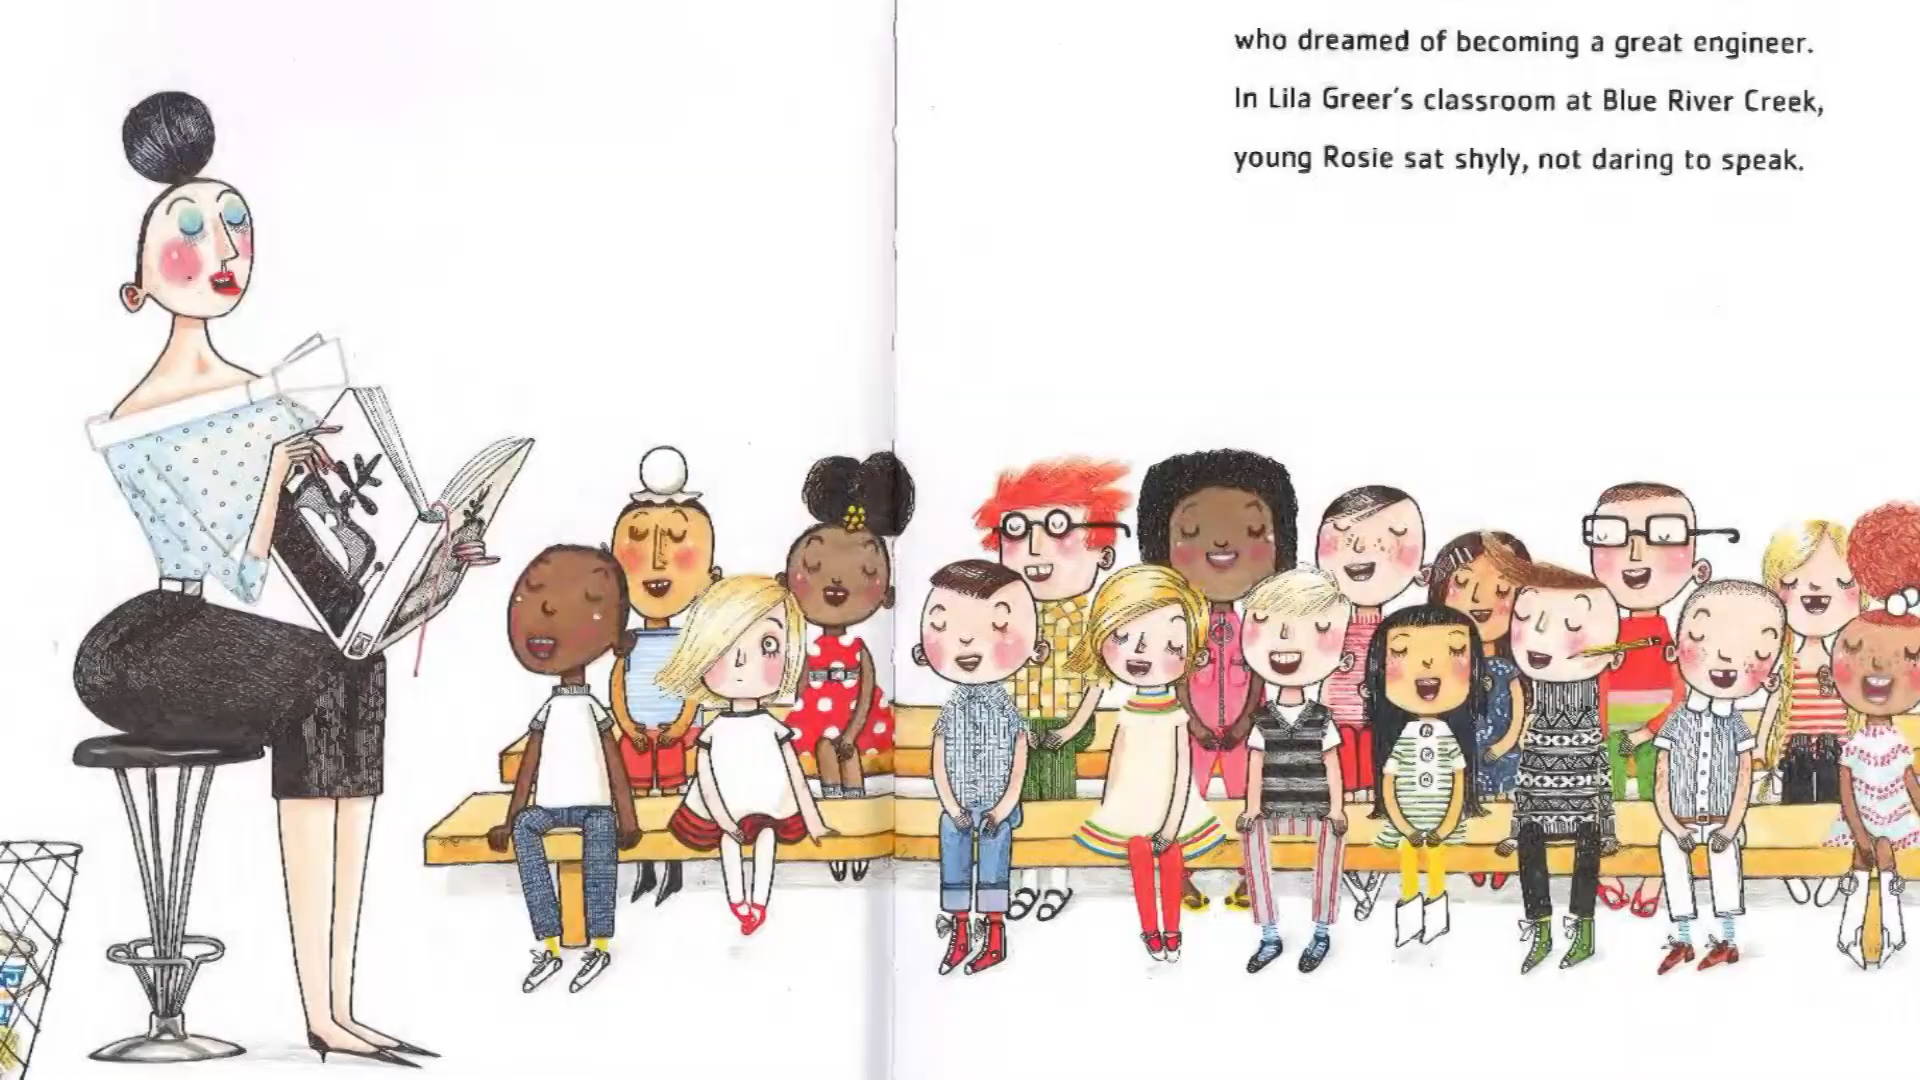 who dreamed of becoming a great engineer.
In Lila Greer's classroom at Blue River Creek,
young Rosie sat shyly, not daring to speak.